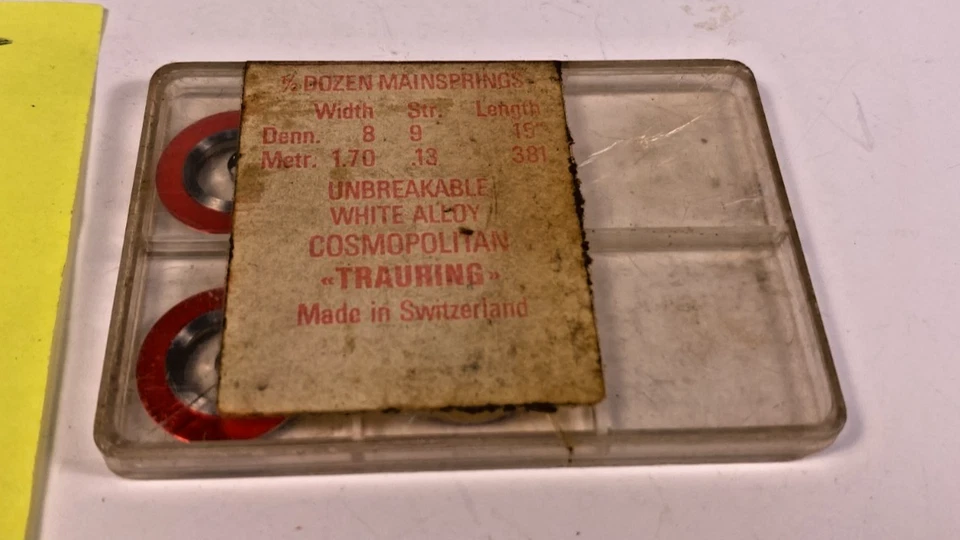 ½ DOZEN MAINSPRINGS
Width Str. Length
Denn. 8 9 15"
Metr. 1.70 .13 381
UNBREAKABLE
WHITE ALLOY
COSMOPOLITAN
«TRAURING»
Made in Switzerland